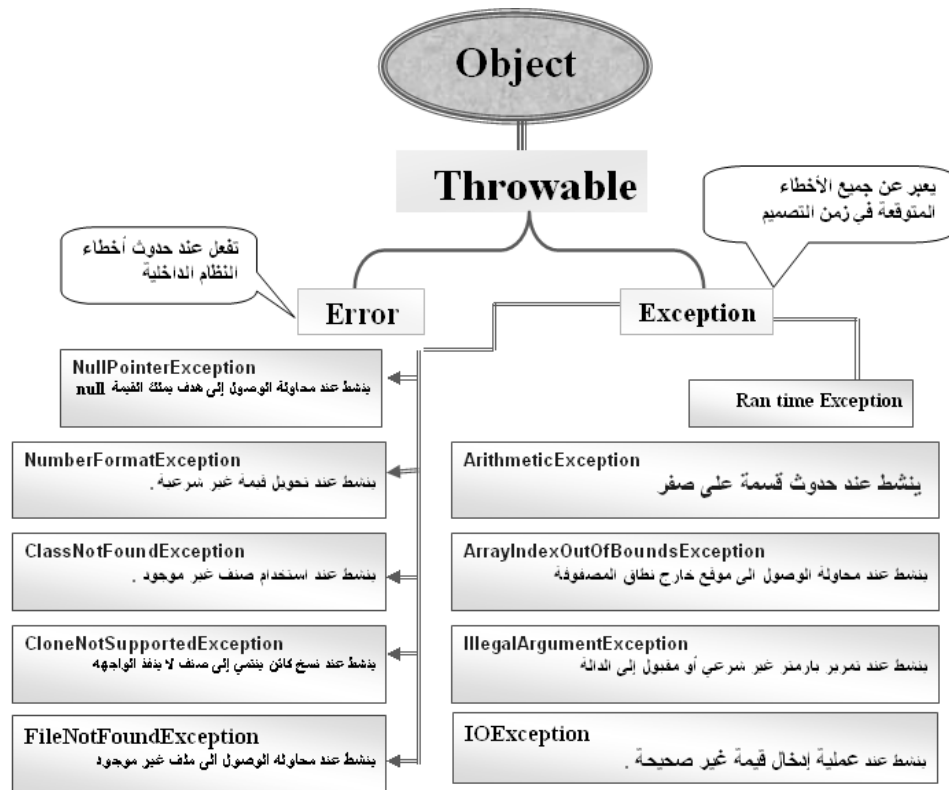 Object
Throwable
يعبر عن جميع الأخطاء
المتوقعة في زمن التصميم
تفعل عند حدوث أخطاء
النظام الداخلية
Error
Exception
NullPointerException
ينشط عند محاولة الوصول إلى هدف يملك القيمة null
Ran time Exception
NumberFormatException
ينشط عند تحويل قيمة غير شرعية .
ArithmeticException
ينشط عند حدوث قسمة على صفر
ClassNotFoundException
ينشط عند استخدام صنف غير موجود .
ArrayIndexOutOfBoundsException
ينشط عند محاولة الوصول الى موقع خارج نطاق المصفوفة
CloneNotSupportedException
ينشط عند نسخ كائن ينتمي إلى صنف لا ينفذ الواجهه
IllegalArgumentException
ينشط عند تمرير بارمتر غير شرعي أو مقبول إلى الدالة
FileNotFoundException
ينشط عند محاوله الوصول الى ملف غير موجود
IOException
ينشط عند عملية إدخال قيمة غير صحيحة .